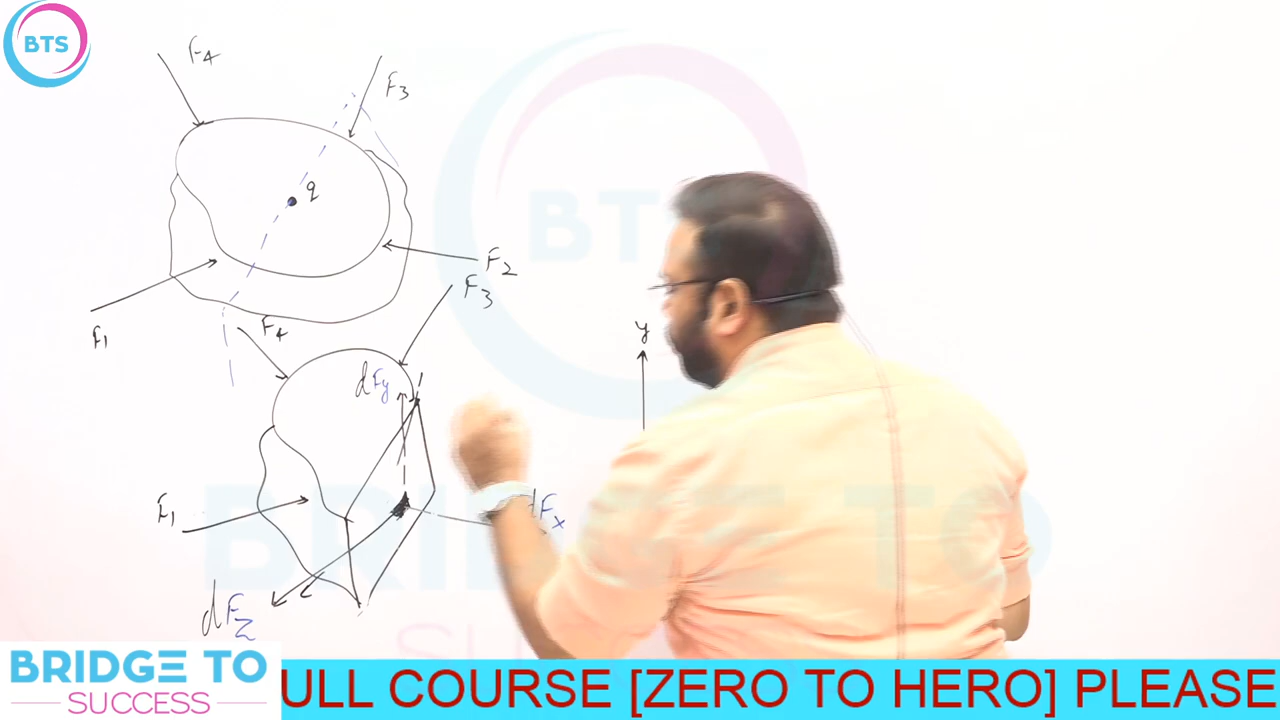 BTS
F4
F3
q
F2
F1
F4
F3
dFy
y
F1
dFx
dFz
BTS
BRIDGE TO
SUCCESS
ULL COURSE [ZERO TO HERO] PLEASE